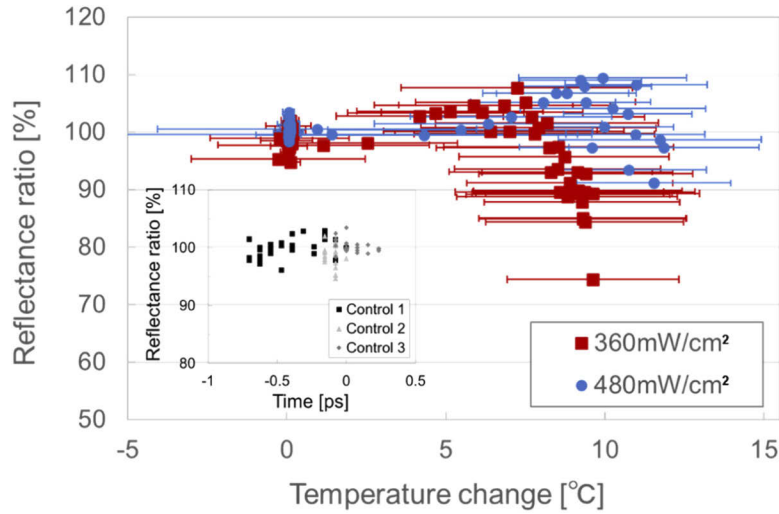 120
110
100
90
80
70
60
50
Reflectance ratio [%]
-5
0
5
10
15
Temperature change [℃]
360mW/cm²
480mW/cm²
110
100
90
80
Reflectance ratio [%]
-1
-0.5
0
0.5
Time [ps]
Control 1
Control 2
Control 3